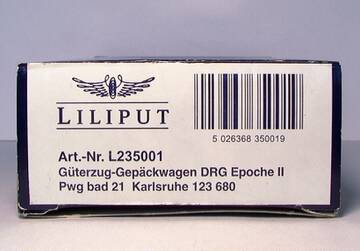 LILIPUT
5 026368 350019
Art.-Nr. L235001
Güterzug-Gepäckwagen DRG Epoche II
Pwg bad 21 Karlsruhe 123 680